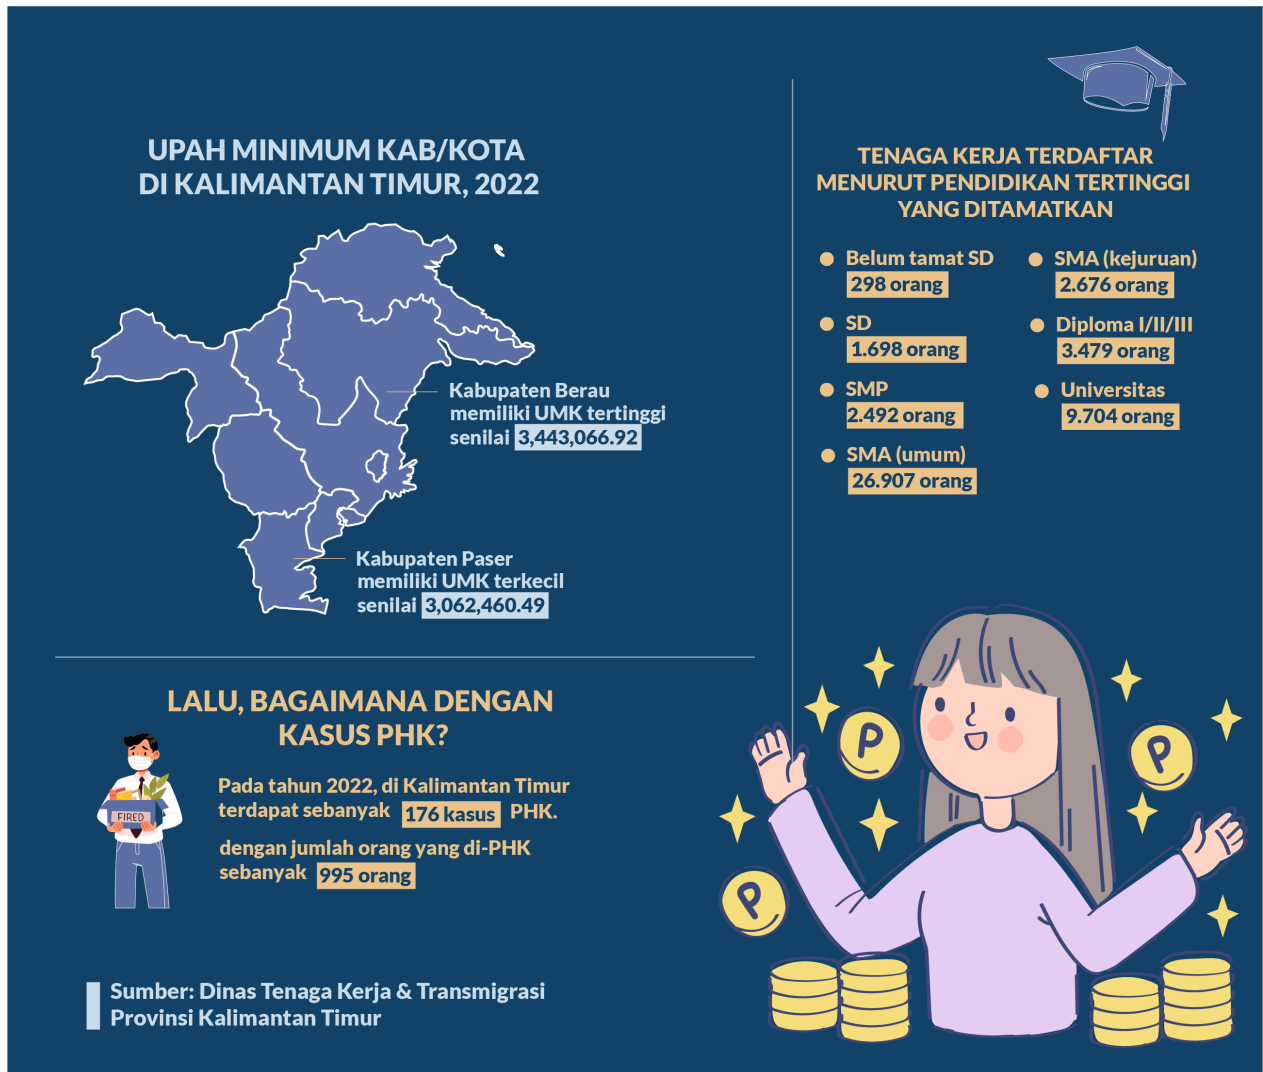 UPAH MINIMUM KAB/KOTA
DI KALIMANTAN TIMUR, 2022
Kabupaten Berau
memiliki UMK tertinggi
senilai 3,443,066.92
Kabupaten Paser
memiliki UMK terkecil
senilai 3,062,460.49
LALU, BAGAIMANA DENGAN
KASUS PHK?
FIRED
Pada tahun 2022, di Kalimantan Timur
terdapat sebanyak 176 kasus PHK.
dengan jumlah orang yang di-PHK
sebanyak 995 orang
Sumber: Dinas Tenaga Kerja & Transmigrasi
Provinsi Kalimantan Timur
TENAGA KERJA TERDAFTAR
MENURUT PENDIDIKAN TERTINGGI
YANG DITAMATKAN
Belum tamat SD
298 orang
SD
1.698 orang
SMP
2.492 orang
SMA (umum)
26.907 orang
SMA (kejuruan)
2.676 orang
Diploma I/II/III
3.479 orang
Universitas
9.704 orang
P
P
P